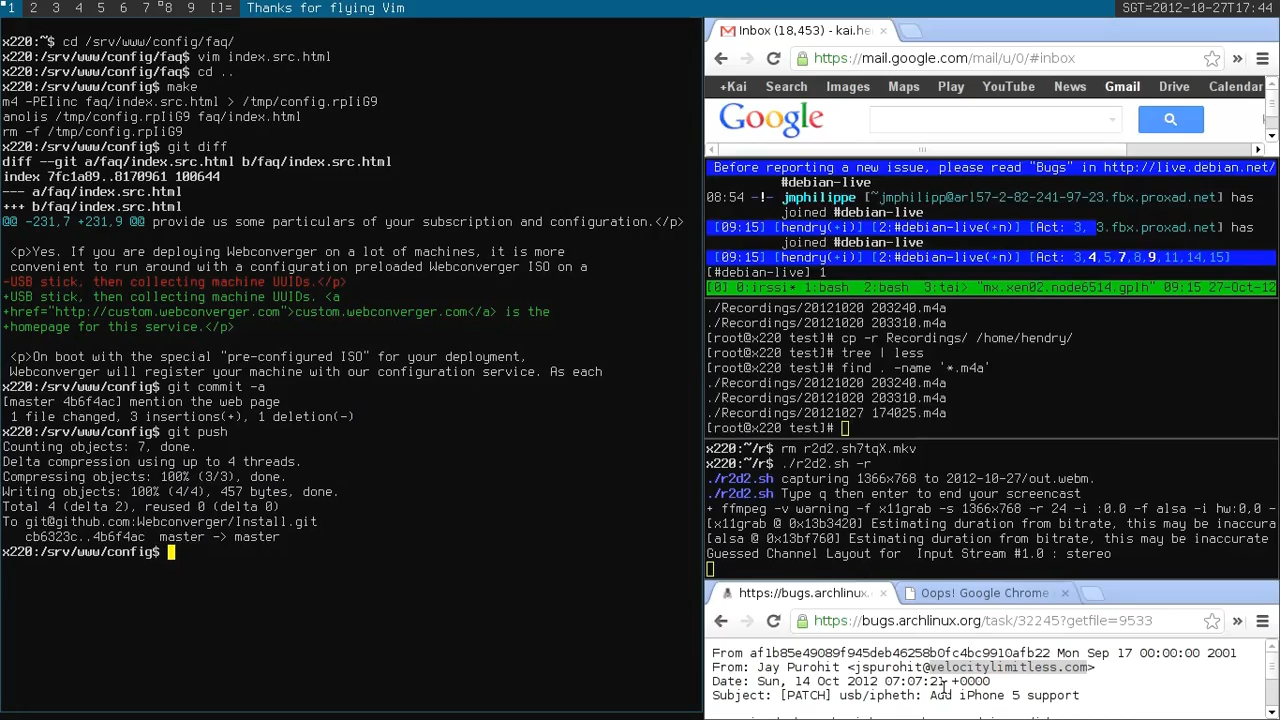 1 2 3 4 5 6 7 8 9 []= Thanks for flying Vim SGT=2012-10-27T17:44
x220:~$ cd /srv/www/config/faq/
x220:/srv/www/config/faq$ vim index.src.html
x220:/srv/www/config/faq$ cd ..
x220:/srv/www/config$ make
m4 -PEIinc faq/index.src.html > /tmp/config.rpIiG9
anolis /tmp/config.rpIiG9 faq/index.html
rm -f /tmp/config.rpIiG9
x220:/srv/www/config$ git diff
diff --git a/faq/index.src.html b/faq/index.src.html
index 7fc1a89..8170961 100644
--- a/faq/index.src.html
+++ b/faq/index.src.html
@@ -231,7 +231,9 @@ provide us some particulars of your subscription and configuration.</p>
<p>Yes. If you are deploying Webconverger on a lot of machines, it is more
convenient to run around with a configuration preloaded Webconverger ISO on a
-USB stick, then collecting machine UUIDs.</p>
+USB stick, then collecting machine UUIDs. <a
+href="http://custom.webconverger.com">custom.webconverger.com</a> is the
+homepage for this service.</p>
<p>On boot with the special "pre-configured ISO" for your deployment,
Webconverger will register your machine with our configuration service. As each
x220:/srv/www/config$ git commit -a
[master 4b6f4ac] mention the web page
1 file changed, 3 insertions(+), 1 deletion(-)
x220:/srv/www/config$ git push
Counting objects: 7, done.
Delta compression using up to 4 threads.
Compressing objects: 100% (3/3), done.
Writing objects: 100% (4/4), 457 bytes, done.
Total 4 (delta 2), reused 0 (delta 0)
To git@github.com:Webconverger/Install.git
cb6323c..4b6f4ac master -> master
x220:/srv/www/config$
Inbox (18,453) - kai.he
https://mail.google.com/mail/u/0/#inbox
+Kai Search Images Maps Play YouTube News Gmail Drive Calendar
Google
Before reporting a new issue, please read "Bugs" in http://live.debian.net/
#debian-live
08:54 -!- jmphilippe [~jmphilipp@arl57-2-82-241-97-23.fbx.proxad.net] has
joined #debian-live
[09:15] [hendry(+i)] [2:#debian-live(+n)] [Act: 3, 3.fbx.proxad.net] has
joined #debian-live
[09:15] [hendry(+i)] [2:#debian-live(+n)] [Act: 3,4,5,7,8,9,11,14,15]
[#debian-live] 1
[0] 0:irssi* 1:bash 2:bash 3:tai> "mx.xen02.node6514.gplh" 09:15 27-Oct-12
./Recordings/20121020 203240.m4a
./Recordings/20121020 203310.m4a
[root@x220 test]# cp -r Recordings/ /home/hendry/
[root@x220 test]# tree | less
[root@x220 test]# find . -name '*.m4a'
./Recordings/20121020 203240.m4a
./Recordings/20121020 203310.m4a
./Recordings/20121027 174025.m4a
[root@x220 test]#
x220:~/r$ rm r2d2.sh7tqX.mkv
x220:~/r$ ./r2d2.sh -r
./r2d2.sh capturing 1366x768 to 2012-10-27/out.webm.
./r2d2.sh Type q then enter to end your screencast
+ ffmpeg -v warning -f x11grab -s 1366x768 -r 24 -i :0.0 -f alsa -i hw:0,0 -
[x11grab @ 0x13b3420] Estimating duration from bitrate, this may be inaccura
[alsa @ 0x13bf760] Estimating duration from bitrate, this may be inaccurate
Guessed Channel Layout for Input Stream #1.0 : stereo
https://bugs.archlinux. Oops! Google Chrome
https://bugs.archlinux.org/task/32245?getfile=9533
From af1b85e49089f945deb46258b0fc4bc9910afb22 Mon Sep 17 00:00:00 2001
From: Jay Purohit <jspurohit@velocitylimitless.com>
Date: Sun, 14 Oct 2012 07:07:21 +0000
Subject: [PATCH] usb/ipheth: Add iPhone 5 support